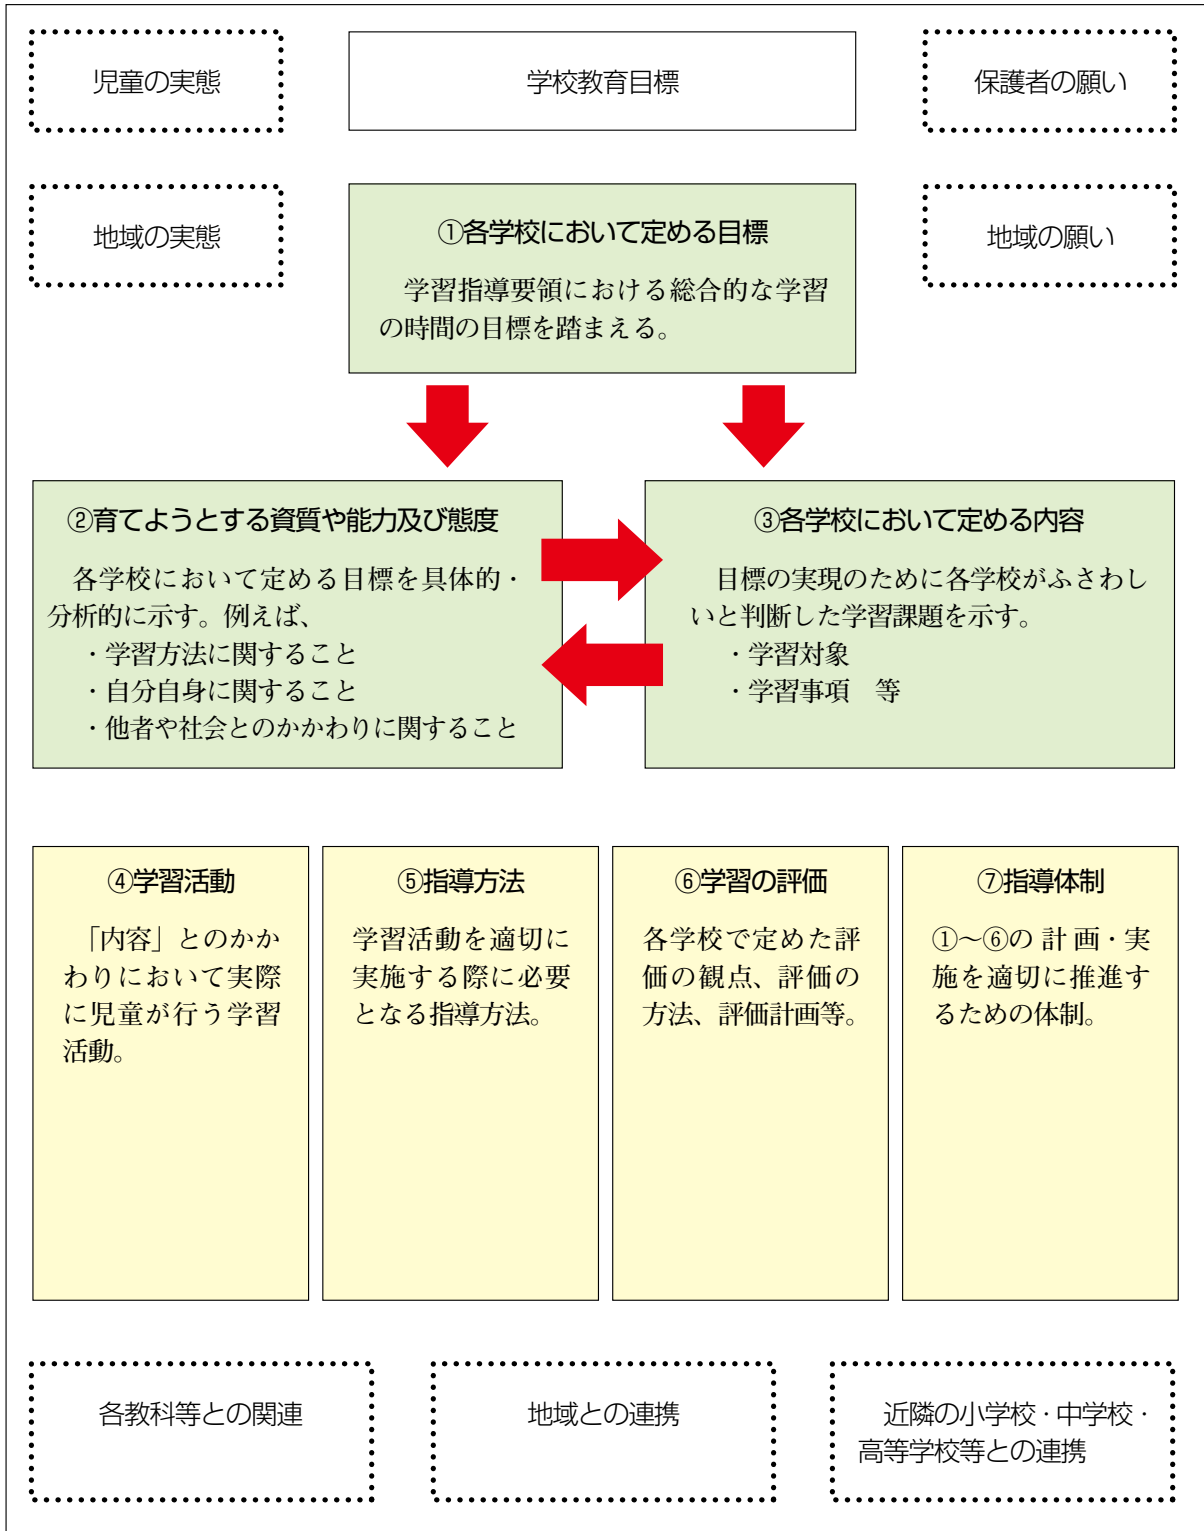 児童の実態
学校教育目標
保護者の願い
地域の実態
①各学校において定める目標
学習指導要領における総合的な学習
の時間の目標を踏まえる。
地域の願い
②育てようとする資質や能力及び態度
各学校において定める目標を具体的・
分析的に示す。例えば、
・学習方法に関すること
・自分自身に関すること
・他者や社会とのかかわりに関すること
③各学校において定める内容
目標の実現のために各学校がふさわし
いと判断した学習課題を示す。
・学習対象
・学習事項　等
④学習活動
「内容」とのかか
わりにおいて実際
に児童が行う学習
活動。
⑤指導方法
学習活動を適切に
実施する際に必要
となる指導方法。
⑥学習の評価
各学校で定めた評
価の観点、評価の
方法、評価計画等。
⑦指導体制
①～⑥の計画・実
施を適切に推進す
るための体制。
各教科等との関連
地域との連携
近隣の小学校・中学校・
高等学校等との連携